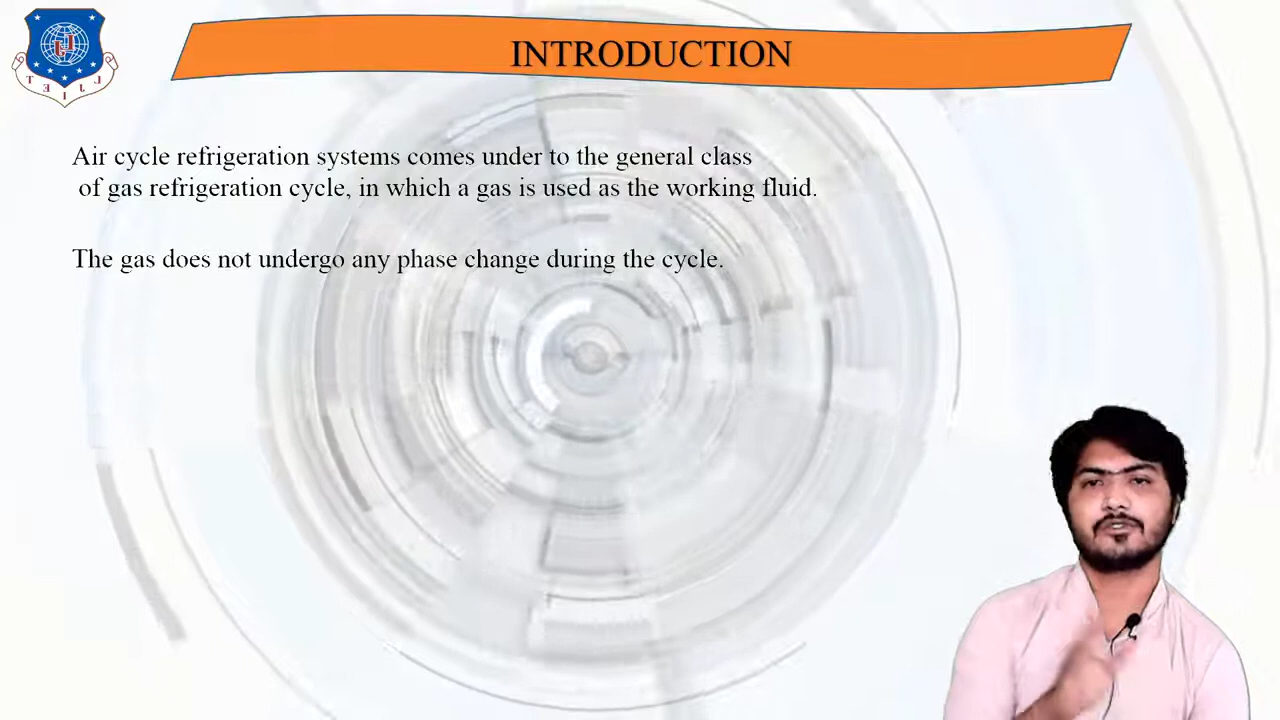 INTRODUCTION
Air cycle refrigeration systems comes under to the general class
of gas refrigeration cycle, in which a gas is used as the working fluid.
The gas does not undergo any phase change during the cycle.